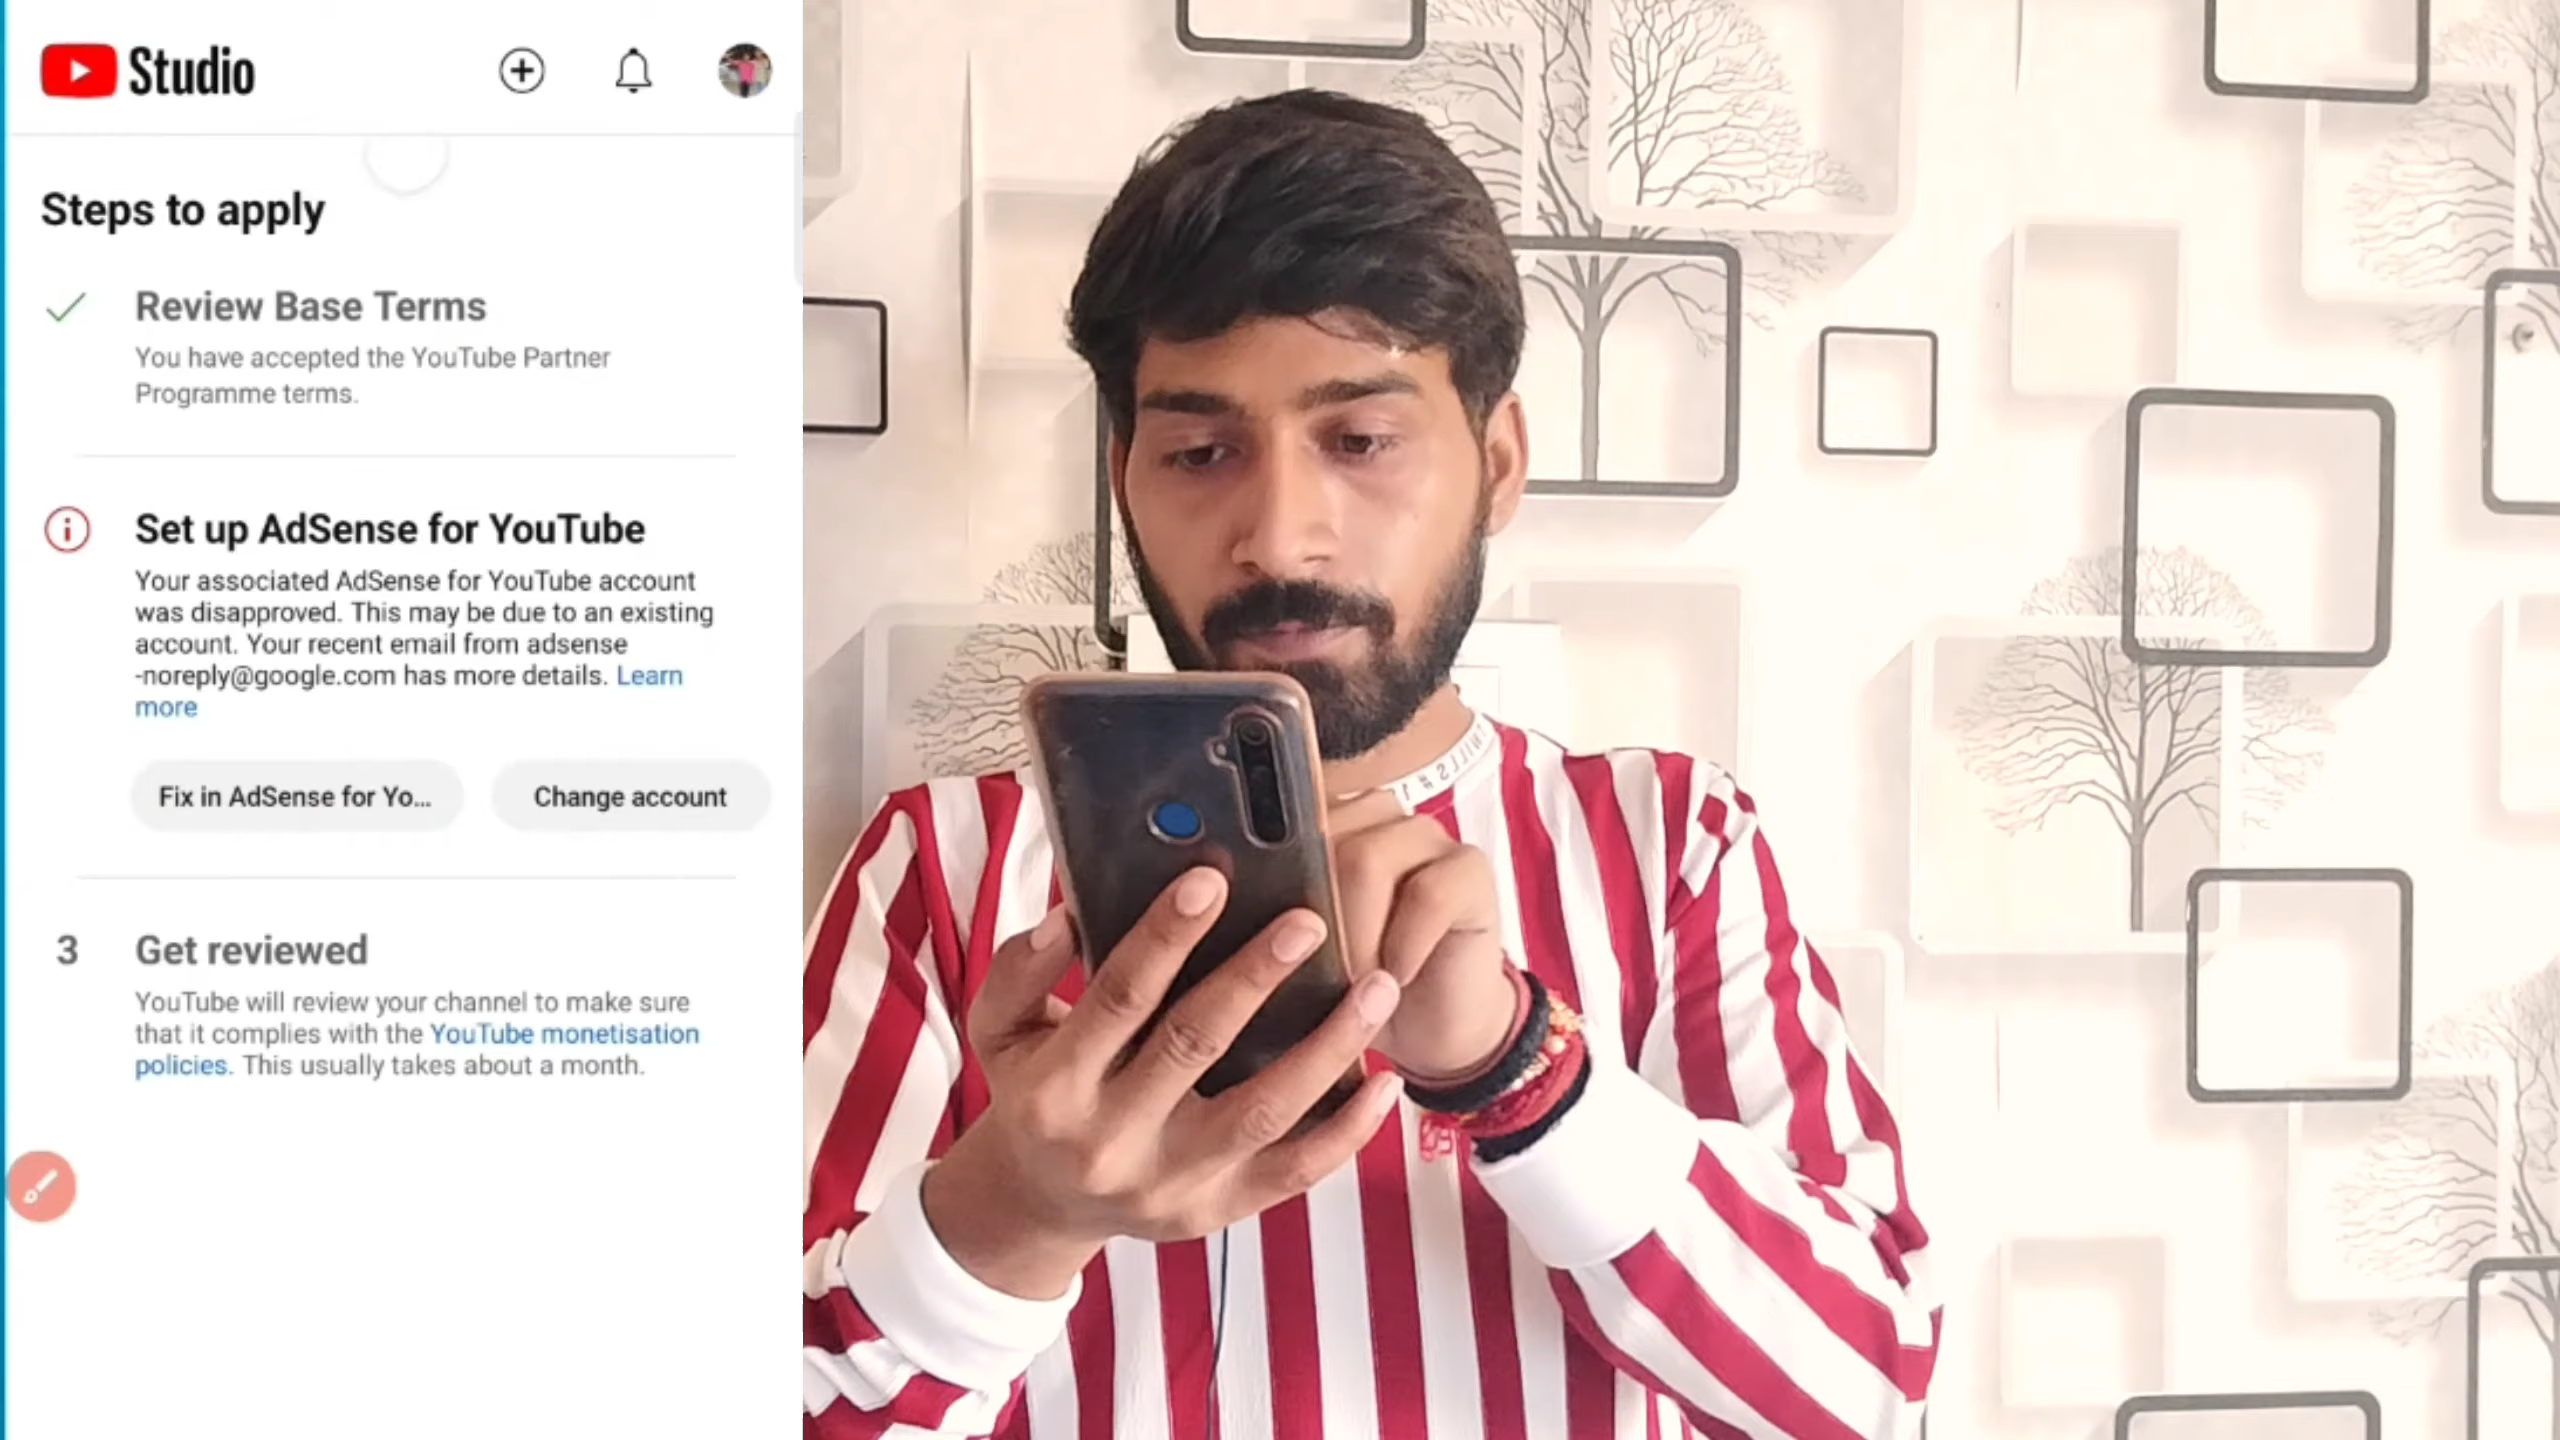 Studio
Steps to apply
Review Base Terms
You have accepted the YouTube Partner
Programme terms.
Set up AdSense for YouTube
Your associated AdSense for YouTube account
was disapproved. This may be due to an existing
account. Your recent email from adsense
-noreply@google.com has more details. Learn
more
Fix in AdSense for Yo...
Change account
3
Get reviewed
YouTube will review your channel to make sure
that it complies with the YouTube monetisation
policies. This usually takes about a month.